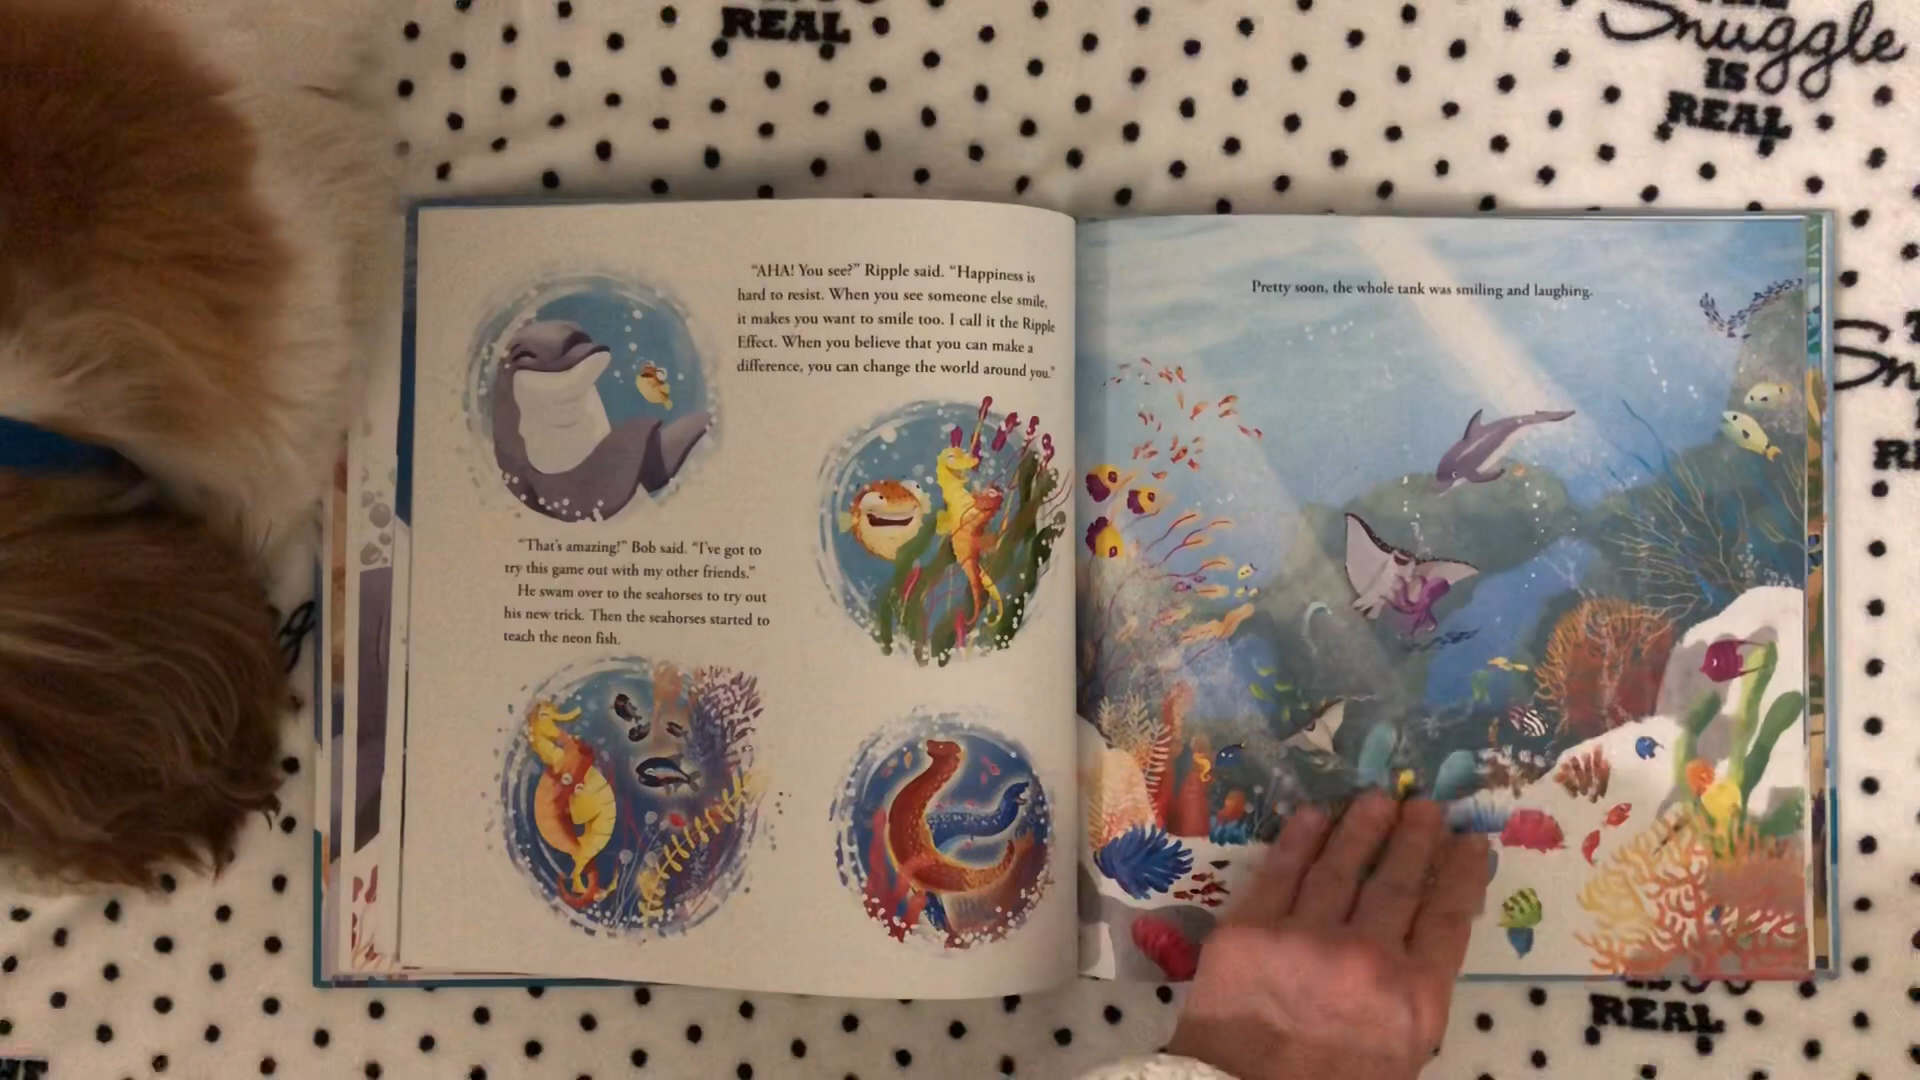 REAL
Snuggle
IS
REAL
"AHA! You see?" Ripple said. "Happiness is
hard to resist. When you see someone else smile,
it makes you want to smile too. I call it the Ripple
Effect. When you believe that you can make a
difference, you can change the world around you."
"That's amazing!" Bob said. "I've got to
try this game out with my other friends."
He swam over to the seahorses to try out
his new trick. Then the seahorses started to
teach the neon fish.
Pretty soon, the whole tank was smiling and laughing.
REAL